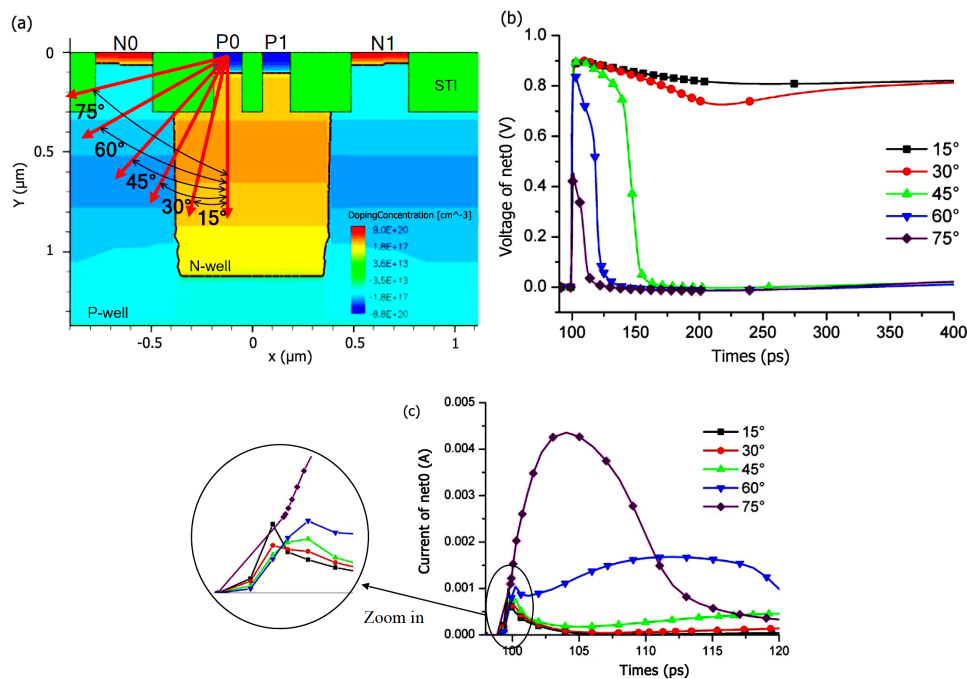 (a)
N0 P0 P1 N1
0
0.5
1
Y (μm)
STI
75°
60°
45°
30°
15°
DopingConcentration [cm^-3]
9.0E+20
1.8E+17
3.6E+13
-3.5E+13
-1.8E+17
-8.8E+20
N-well
P-well
-0.5 0 0.5 1
x (μm)
(b)
Voltage of net0 (V)
1.0
0.8
0.6
0.4
0.2
0.0
15°
30°
45°
60°
75°
100 150 200 250 300 350 400
Times (ps)
(c)
Current of net0 (A)
0.005
0.004
0.003
0.002
0.001
0.000
15°
30°
45°
60°
75°
100 105 110 115 120
Times (ps)
Zoom in